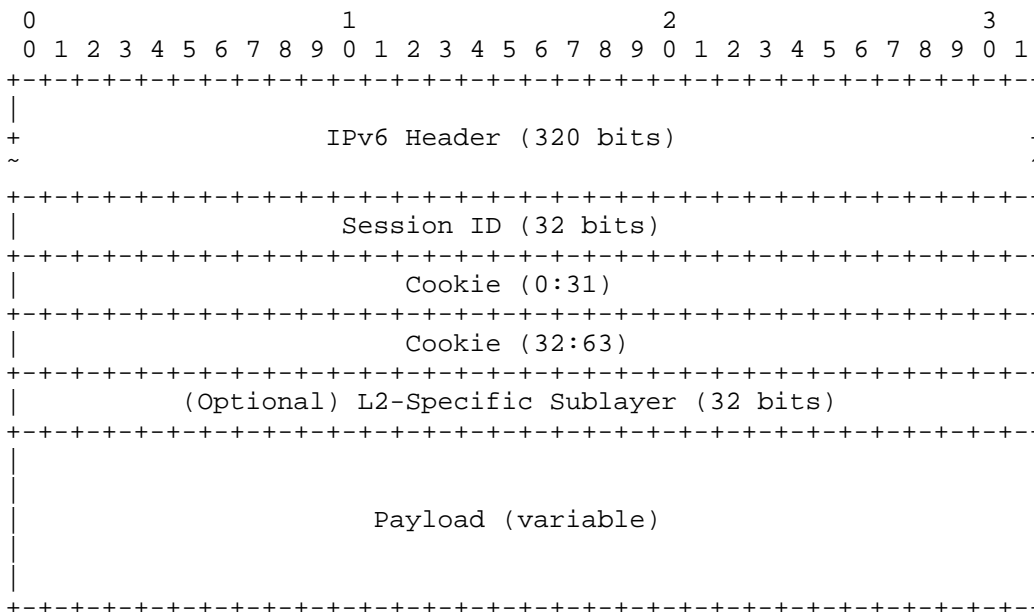 0                   1                   2                   3
0 1 2 3 4 5 6 7 8 9 0 1 2 3 4 5 6 7 8 9 0 1 2 3 4 5 6 7 8 9 0 1
+-+-+-+-+-+-+-+-+-+-+-+-+-+-+-+-+-+-+-+-+-+-+-+-+-+-+-+-+-+-+-+-
|
+                   IPv6 Header (320 bits)                      -
~                                                               ~
+-+-+-+-+-+-+-+-+-+-+-+-+-+-+-+-+-+-+-+-+-+-+-+-+-+-+-+-+-+-+-+-
|                    Session ID (32 bits)
+-+-+-+-+-+-+-+-+-+-+-+-+-+-+-+-+-+-+-+-+-+-+-+-+-+-+-+-+-+-+-+-
|                        Cookie (0:31)
+-+-+-+-+-+-+-+-+-+-+-+-+-+-+-+-+-+-+-+-+-+-+-+-+-+-+-+-+-+-+-+-
|                        Cookie (32:63)
+-+-+-+-+-+-+-+-+-+-+-+-+-+-+-+-+-+-+-+-+-+-+-+-+-+-+-+-+-+-+-+-
|          (Optional) L2-Specific Sublayer (32 bits)
+-+-+-+-+-+-+-+-+-+-+-+-+-+-+-+-+-+-+-+-+-+-+-+-+-+-+-+-+-+-+-+-
|
|
|                      Payload (variable)
|
|
+-+-+-+-+-+-+-+-+-+-+-+-+-+-+-+-+-+-+-+-+-+-+-+-+-+-+-+-+-+-+-+-